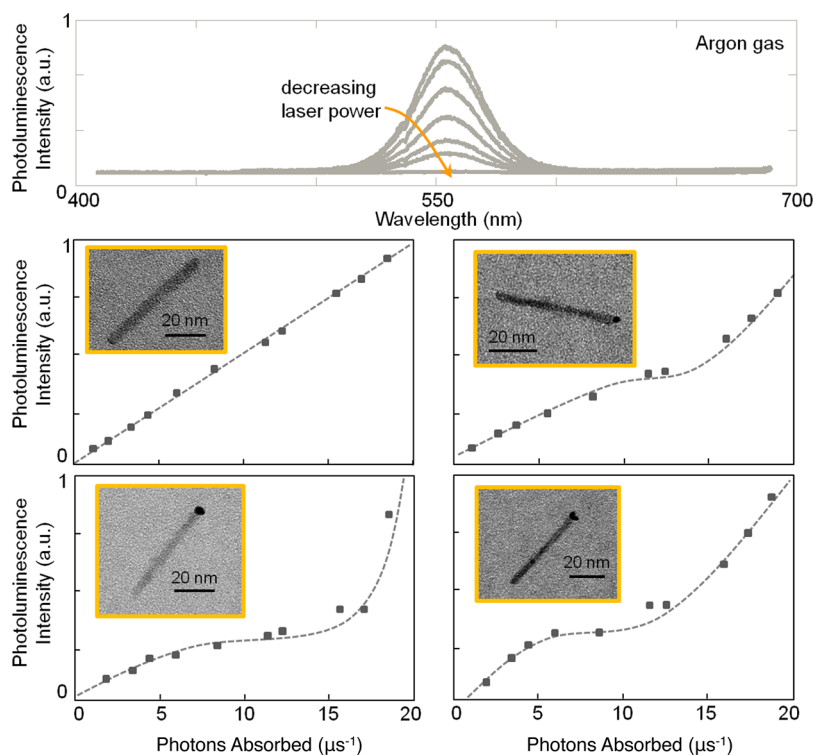 Photoluminescence
Intensity (a.u.)
1
0
Argon gas
decreasing
laser power
400
550
700
Wavelength (nm)
Photoluminescence
Intensity (a.u.)
1
0
20 nm
20 nm
Photoluminescence
Intensity (a.u.)
1
0
20 nm
20 nm
0
5
10
15
20
0
5
10
15
20
Photons Absorbed (μs⁻¹)
Photons Absorbed (μs⁻¹)